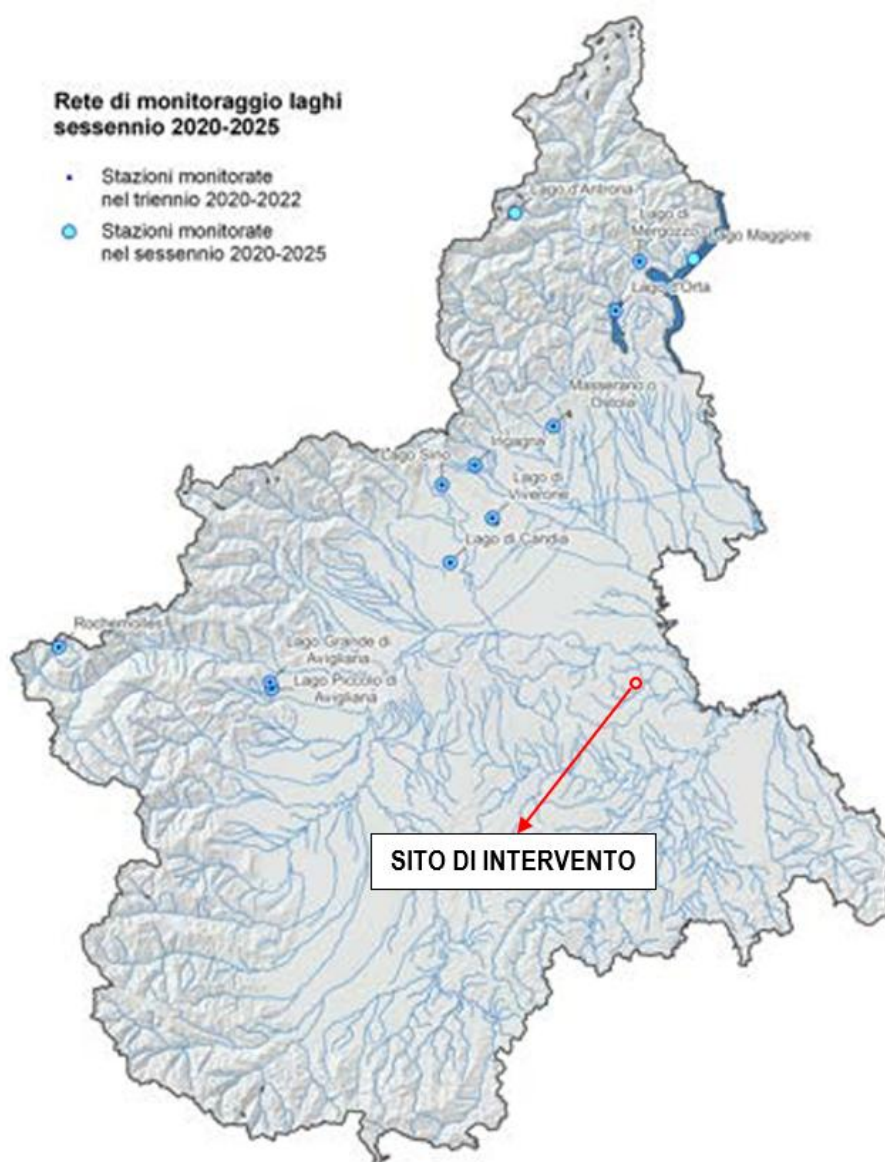 Rete di monitoraggio laghi
sessennio 2020-2025
Stazioni monitorate
nel triennio 2020-2022
Stazioni monitorate
nel sessennio 2020-2025
Lago d'Antrona
Lago di
Mergozzo
Lago Maggiore
Lago d'Orta
Masserano o
Ostola
Ingagna
Lago Sirio
Lago di
Viverone
Lago di Candia
Rochemolles
Lago Grande di
Avigliana
Lago Piccolo di
Avigliana
SITO DI INTERVENTO